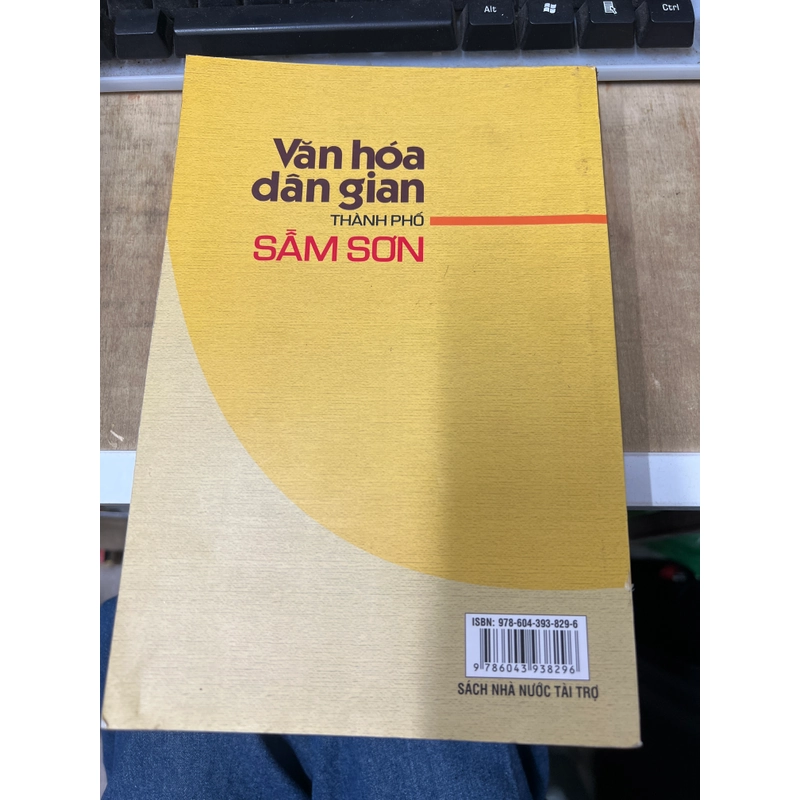 Alt
Ctrl
Văn hóa
dân gian
THÀNH PHỐ
SẦM SƠN
ISBN: 978-604-393-829-6
9 786043 938296
SÁCH NHÀ NƯỚC TÀI TRỢ